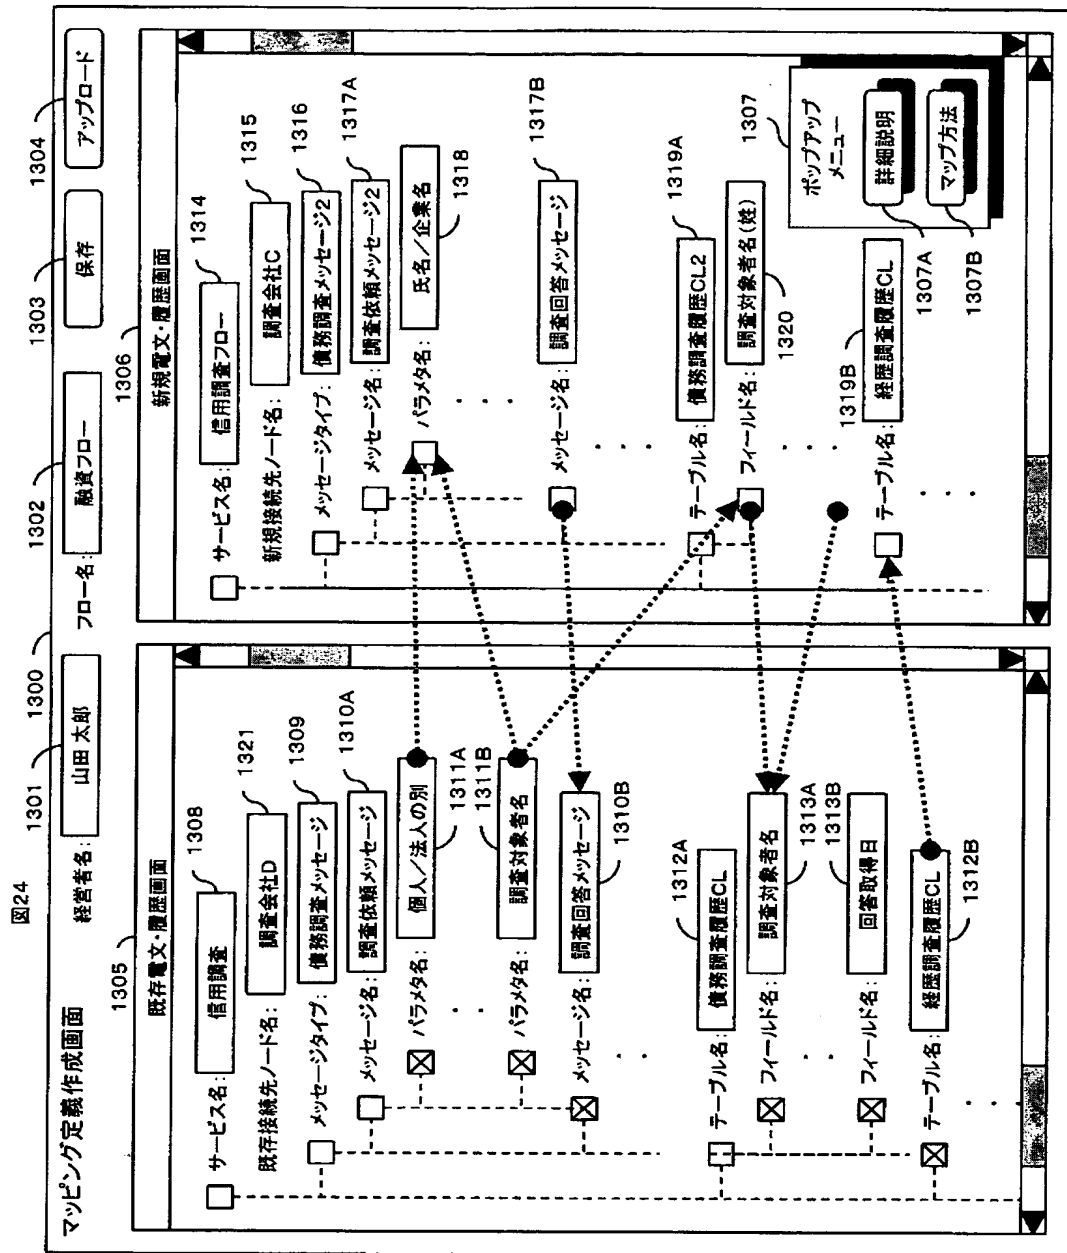 図24
1300
マッピング定義作成画面
1301
経営者名: 山田 太郎
1302
フロー名: 融資フロー
1303
保存
1304
アップロード
1305
既存電文・履歴画面
1308
サービス名: 信用調査
1321
既存接続先ノード名: 調査会社D
1309
メッセージタイプ: 債務調査メッセージ
1310A
メッセージ名: 調査依頼メッセージ
パラメタ名: 個人/法人の別
1311A
1311B
パラメタ名: 調査対象者名
メッセージ名: 調査回答メッセージ
1310B
1312A
テーブル名: 債務調査履歴CL
フィールド名: 調査対象者名
1313A
1313B
フィールド名: 回答取得日
テーブル名: 経歴調査履歴CL
1312B
1306
新規電文・履歴画面
1314
サービス名: 信用調査フロー
1315
新規接続先ノード名: 調査会社C
1316
メッセージタイプ: 債務調査メッセージ2
1317A
メッセージ名: 調査依頼メッセージ2
パラメタ名: 氏名/企業名
1318
1317B
メッセージ名: 調査回答メッセージ
1319A
テーブル名: 債務調査履歴CL2
フィールド名: 調査対象者名(姓)
1320
1319B
テーブル名: 経歴調査履歴CL
1307
ポップアップ
メニュー
詳細説明
1307A
マップ方法
1307B